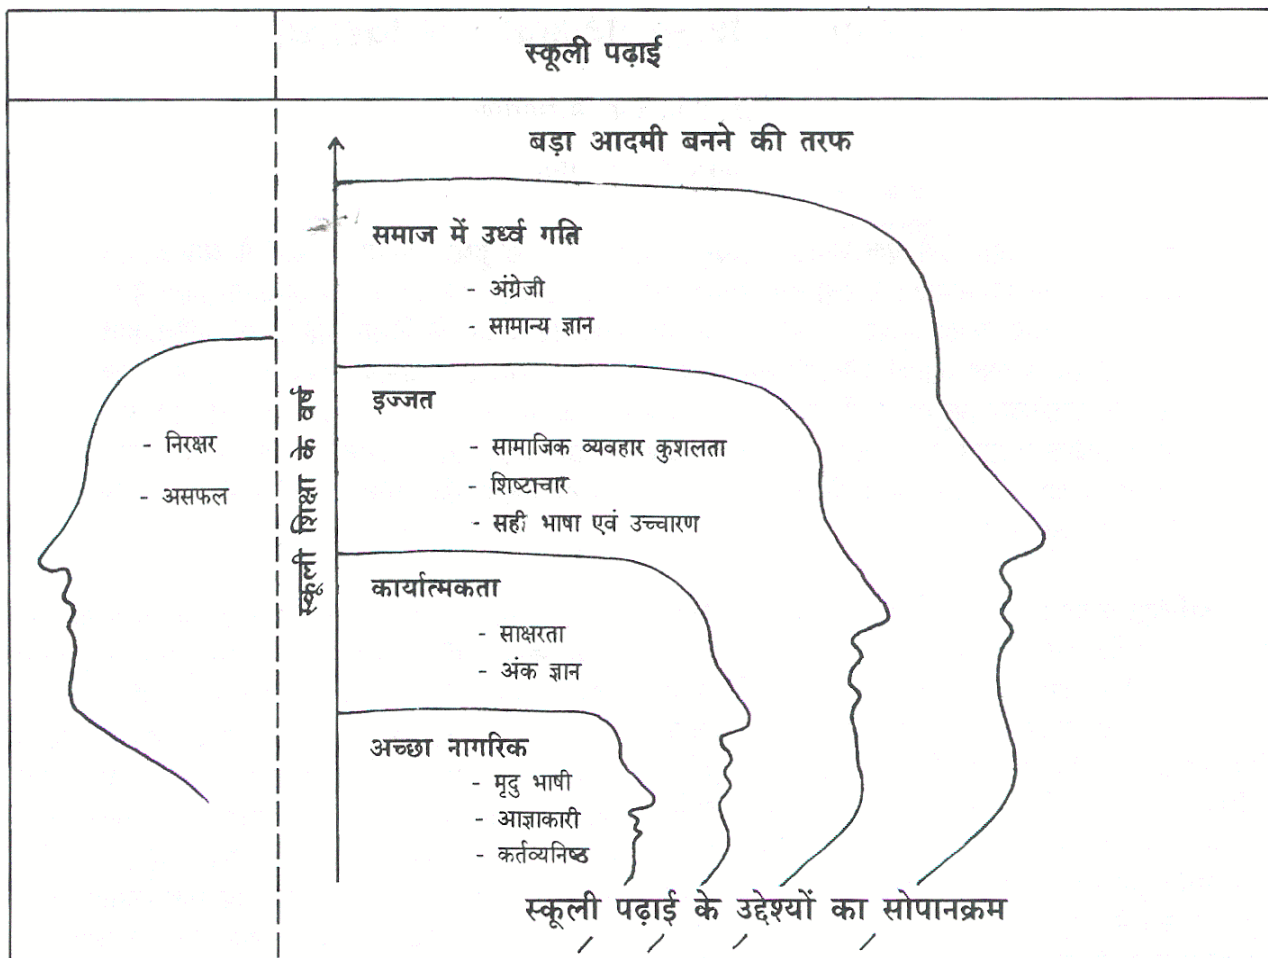 स्कूली पढ़ाई
बड़ा आदमी बनने की तरफ
समाज में उर्ध्व गति
- अंग्रेजी
- सामान्य ज्ञान
इज्जत
- सामाजिक व्यवहार कुशलता
- शिष्टाचार
- सही भाषा एवं उच्चारण
कार्यात्मकता
- साक्षरता
- अंक ज्ञान
अच्छा नागरिक
- मृदु भाषी
- आज्ञाकारी
- कर्तव्यनिष्ठ
स्कूली शिक्षा के वर्ष
- निरक्षर
- असफल
स्कूली पढ़ाई के उद्देश्यों का सोपानक्रम